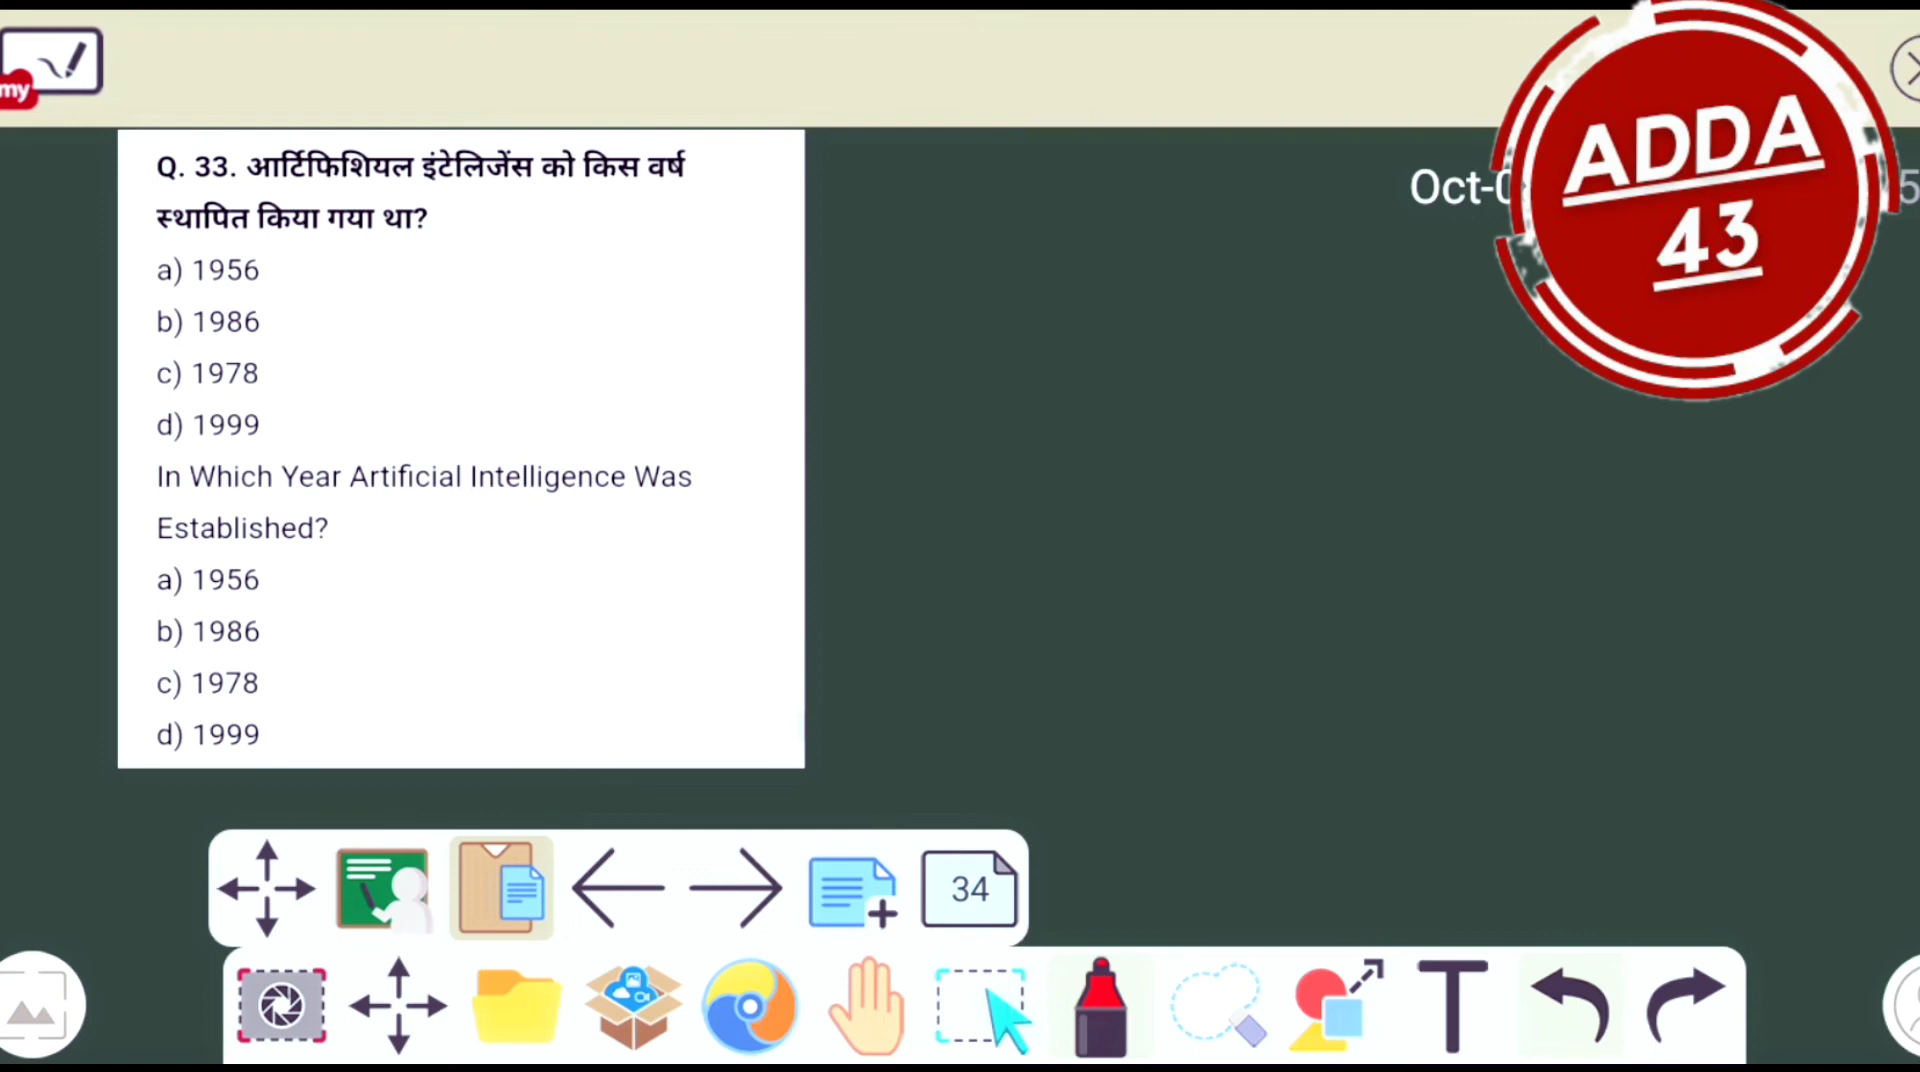 my
Q. 33. आर्टिफिशियल इंटेलिजेंस को किस वर्ष
स्थापित किया गया था?
a) 1956
b) 1986
c) 1978
d) 1999
In Which Year Artificial Intelligence Was
Established?
a) 1956
b) 1986
c) 1978
d) 1999
Oct-
ADDA
43
34